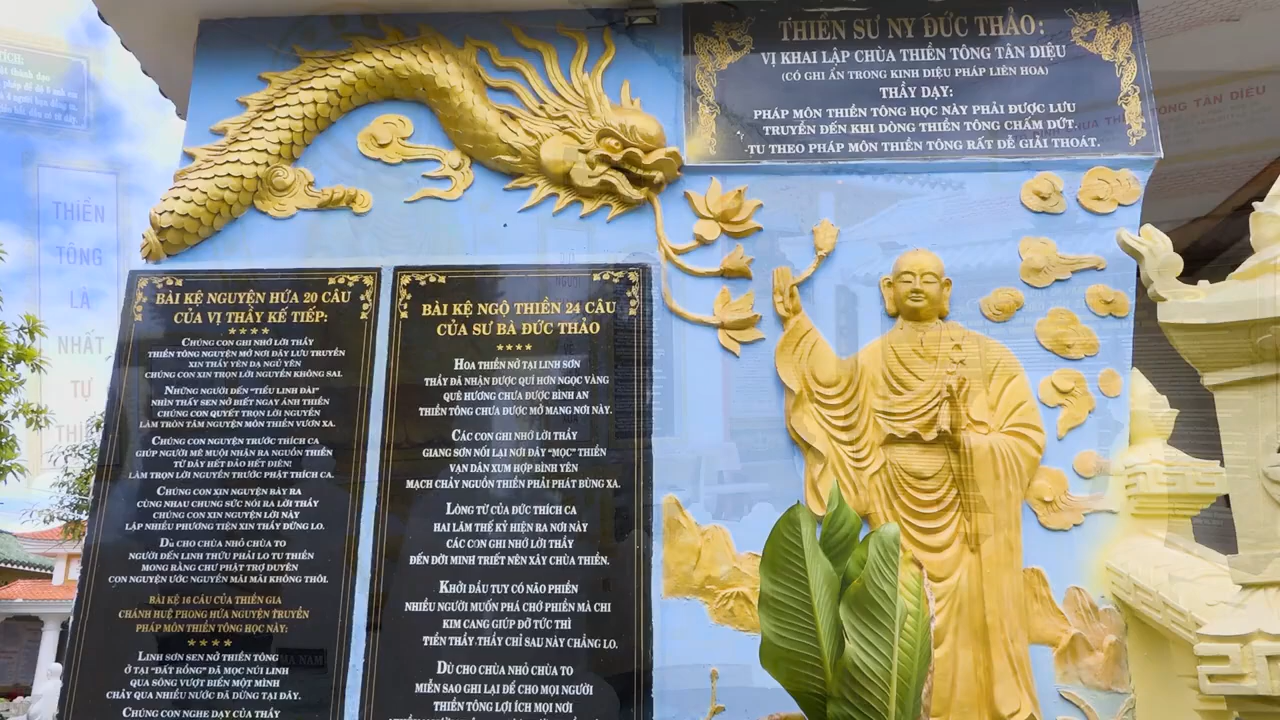 THIỀN SƯ NY ĐỨC THẢO:
VỊ KHAI LẬP CHÙA THIỀN TÔNG TÂN DIỆU
(CÓ GHI ẨN TRONG KINH DIỆU PHÁP LIÊN HOA)
THẦY DẠY:
PHÁP MÔN THIỀN TÔNG HỌC NÀY PHẢI ĐƯỢC LƯU
TRUYỀN ĐẾN KHI DÒNG THIỀN TÔNG CHẤM DỨT.
TU THEO PHÁP MÔN THIỀN TÔNG RẤT DỄ GIẢI THOÁT.
BÀI KỆ NGUYỆN HỨA 20 CÂU
CỦA VỊ THẦY KẾ TIẾP:
CHÚNG CON GHI NHỚ LỜI THẦY
THIỀN TÔNG NGUYỆN MỞ NƠI ĐÂY LƯU TRUYỀN
XIN THẦY YÊN DẠ NGỦ YÊN
CHÚNG CON XIN TRỌN LỜI NGUYỀN KHÔNG SAI.
NHỮNG NGƯỜI ĐẾN "TIỂU LINH ĐÀI"
NHÌN THẤY SEN NỞ BIẾT NGAY ÁNH THIỀN
CHÚNG CON QUYẾT TRỌN LỜI NGUYỀN
LÀM TRÒN TÂM NGUYỆN MÔN THIỀN VƯƠN XA.
CHÚNG CON NGUYỆN TRƯỚC THÍCH CA
GIÚP NGƯỜI MÊ MUỘI NHẬN RA NGUỒN THIỀN
TỪ ĐÂY HẾT ĐẢO HẾT DIÊN!
LÀM TRỌN LỜI NGUYỆN TRƯỚC PHẬT THÍCH CA.
CHÚNG CON XIN NGUYỆN RÀY RA
CÙNG NHAU CHUNG SỨC NÓI RA LỜI THẦY
CHÚNG CON XIN NGUYỆN LỜI NÀY
LẬP NHIỀU PHƯƠNG TIỆN XIN THẦY ĐỪNG LO.
DÙ CHO CHÙA NHỎ CHÙA TO
NGƯỜI ĐẾN LINH THỨU PHẢI LO TU THIỀN
MONG RẰNG CHƯ PHẬT TRỢ DUYÊN
CON NGUYỆN ƯỚC NGUYỀN MÃI MÃI KHÔNG THÔI.
BÀI KỆ 16 CÂU CỦA THIỀN GIA
CHÁNH HUỆ PHONG HỨA NGUYỆN TRUYỀN
PHÁP MÔN THIỀN TÔNG HỌC NÀY:
LINH SƠN SEN NỞ THIỀN TÔNG
Ở TẠI "ĐẤT RỒNG" ĐÃ MỌC NÚI LINH
QUA SÔNG VƯỢT BIỂN MỘT MÌNH
CHẢY QUA NHIỀU NƯỚC ĐÃ DỪNG TẠI ĐÂY.
CHÚNG CON NGHE DẠY CỦA THẦY
BÀI KỆ NGỘ THIỀN 24 CÂU
CỦA SƯ BÀ ĐỨC THẢO
HOA THIỀN NỞ TẠI LINH SƠN
THẦY ĐÃ NHẬN ĐƯỢC QUÍ HƠN NGỌC VÀNG
QUÊ HƯƠNG CHƯA ĐƯỢC BÌNH AN
THIỀN TÔNG CHƯA ĐƯỢC MỞ MANG NƠI NÀY.
CÁC CON GHI NHỚ LỜI THẦY
GIANG SƠN NỐI LẠI NƠI ĐÂY "MỌC" THIỀN
VẠN DÂN XUM HỢP BÌNH YÊN
MẠCH CHẢY NGUỒN THIỀN PHẢI PHÁT BÙNG XA.
LÒNG TỪ CỦA ĐỨC THÍCH CA
HAI LĂM THẾ KỶ HIỆN RA NƠI NÀY
CÁC CON GHI NHỚ LỜI THẦY
ĐẾN ĐỜI MINH TRIẾT NÊN XÂY CHÙA THIỀN.
KHỞI ĐẦU TUY CÓ NÃO PHIỀN
NHIỀU NGƯỜI MUỐN PHÁ CHỚ PHIỀN MÀ CHI
KIM CANG GIÚP ĐỠ TỨC THÌ
TIỀN THẦY THẤY CHỈ SAU NÀY CHẲNG LO.
DÙ CHO CHÙA NHỎ CHÙA TO
MIỄN SAO GHI LẠI ĐỂ CHO MỌI NGƯỜI
THIỀN TÔNG LỢI ÍCH MỌI NƠI
THIỀN
TÔNG
LÀ
NHẤT
TỰ